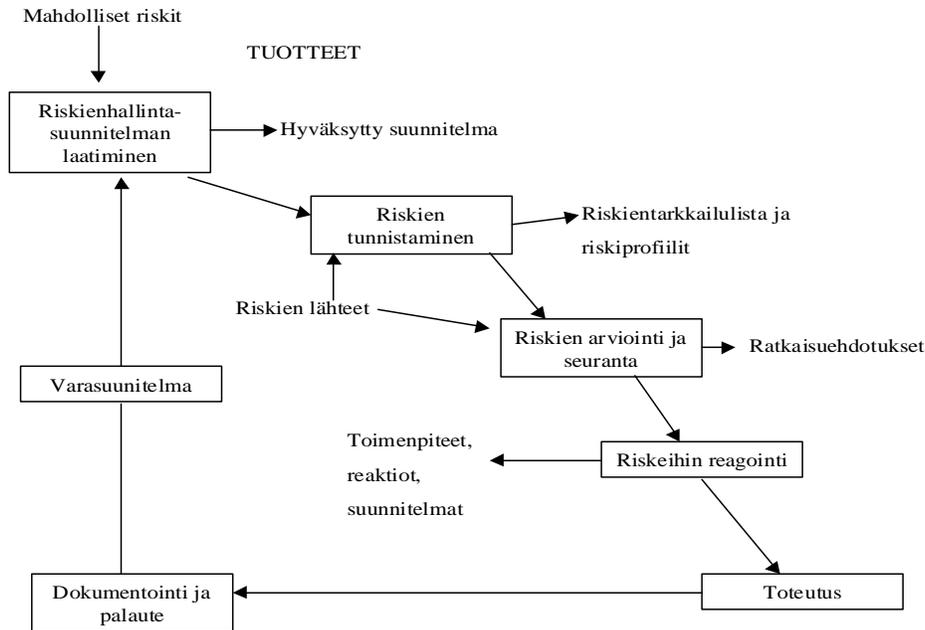 Mahdolliset riskit
TUOTTEET
Riskienhallinta-
suunnitelman
laatiminen
Hyväksytty suunnitelma
Riskien
tunnistaminen
Riskientarkkailulista ja
riskiprofiilit
Riskien lähteet
Riskien arviointi ja
seuranta
Ratkaisuehdotukset
Varasuunitelma
Toimenpiteet,
reaktiot,
suunnitelmat
Riskeihin reagointi
Dokumentointi ja
palaute
Toteutus